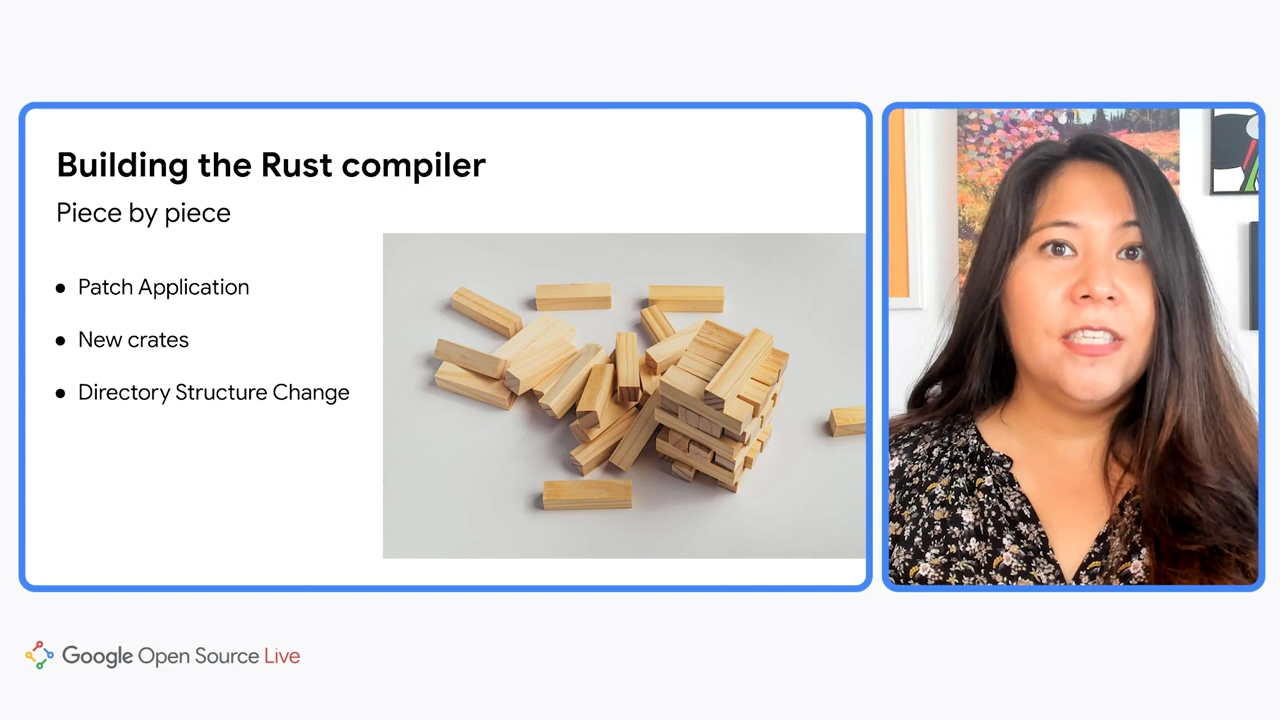 Building the Rust compiler
Piece by piece
Patch Application
New crates
Directory Structure Change
Google Open Source Live